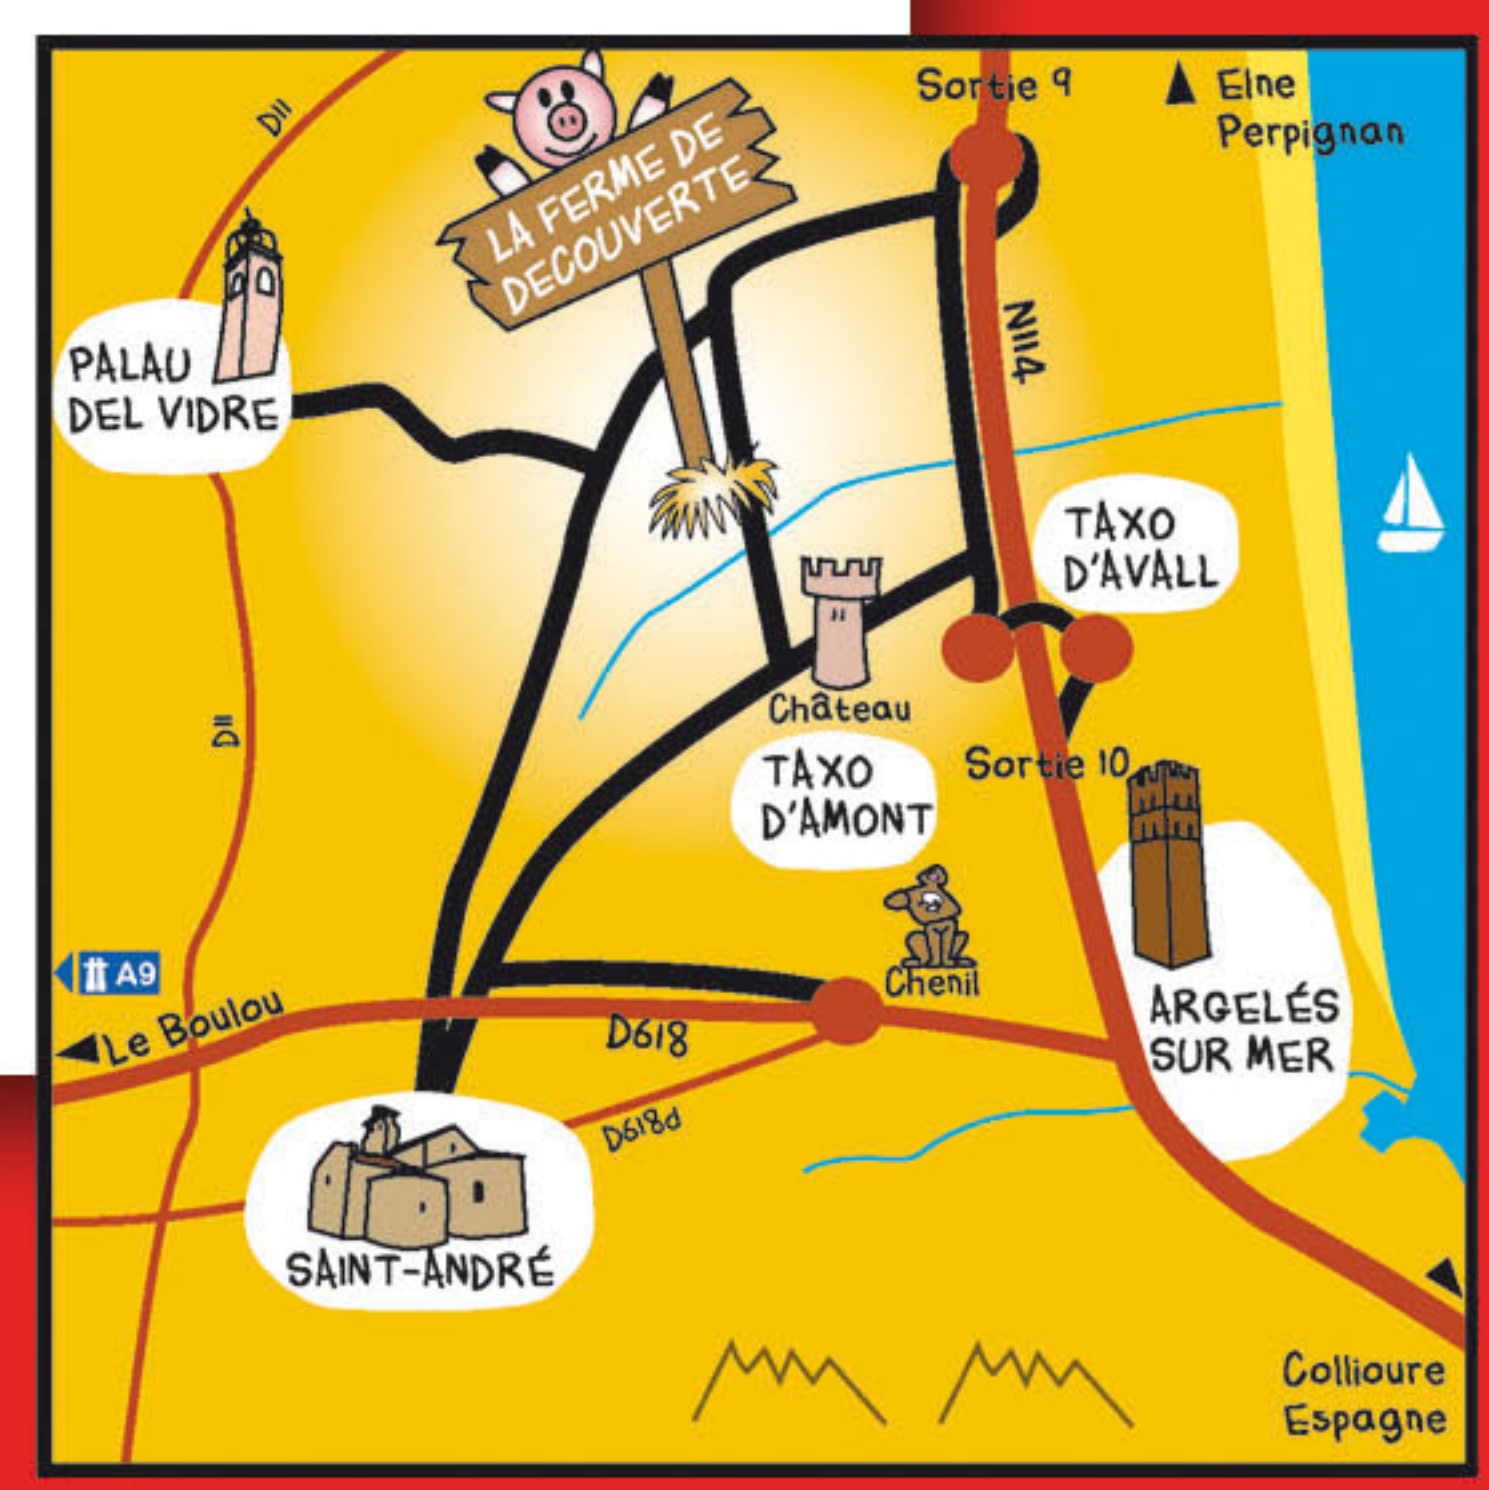 Sortie 9
Elne
Perpignan
D11
LA FERME DE
DECOUVERTE
N114
PALAU
DEL VIDRE
TAXO
D'AVALL
Château
D11
Sortie 10
TAXO
D'AMONT
A9
Le Boulou
Chenil
D618
ARGELÉS
SUR MER
D618d
SAINT-ANDRÉ
Collioure
Espagne